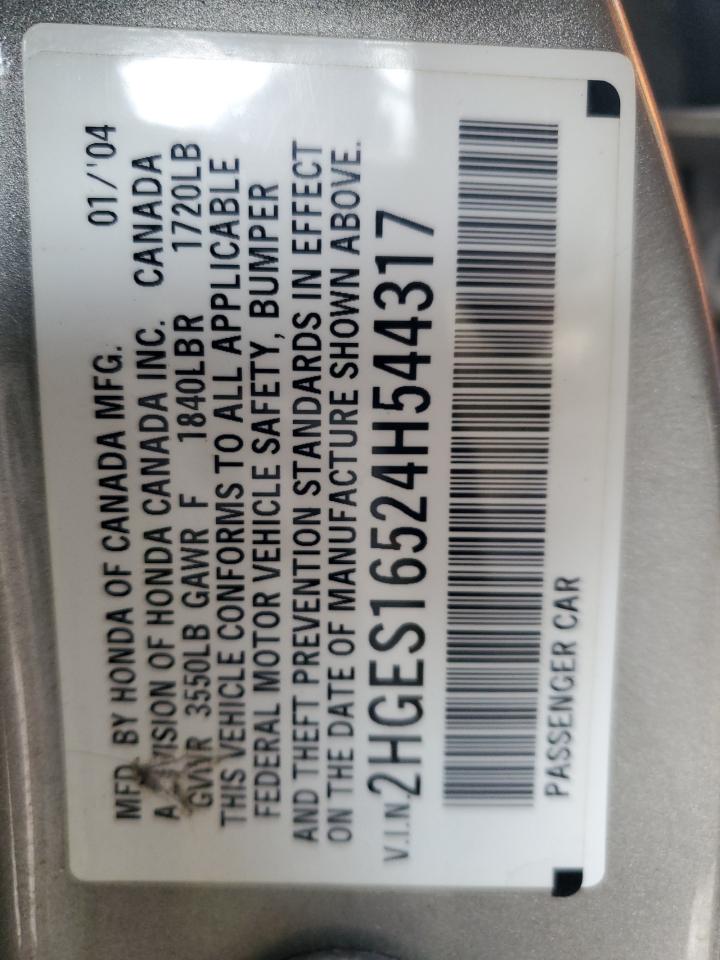 MFD. BY HONDA OF CANADA MFG. 01/'04
A DIVISION OF HONDA CANADA INC. CANADA
GVWR 3550LB GAWR F 1840LB R 1720LB
THIS VEHICLE CONFORMS TO ALL APPLICABLE
FEDERAL MOTOR VEHICLE SAFETY, BUMPER
AND THEFT PREVENTION STANDARDS IN EFFECT
ON THE DATE OF MANUFACTURE SHOWN ABOVE.
V.I.N. 2HGES16524H544317
PASSENGER CAR